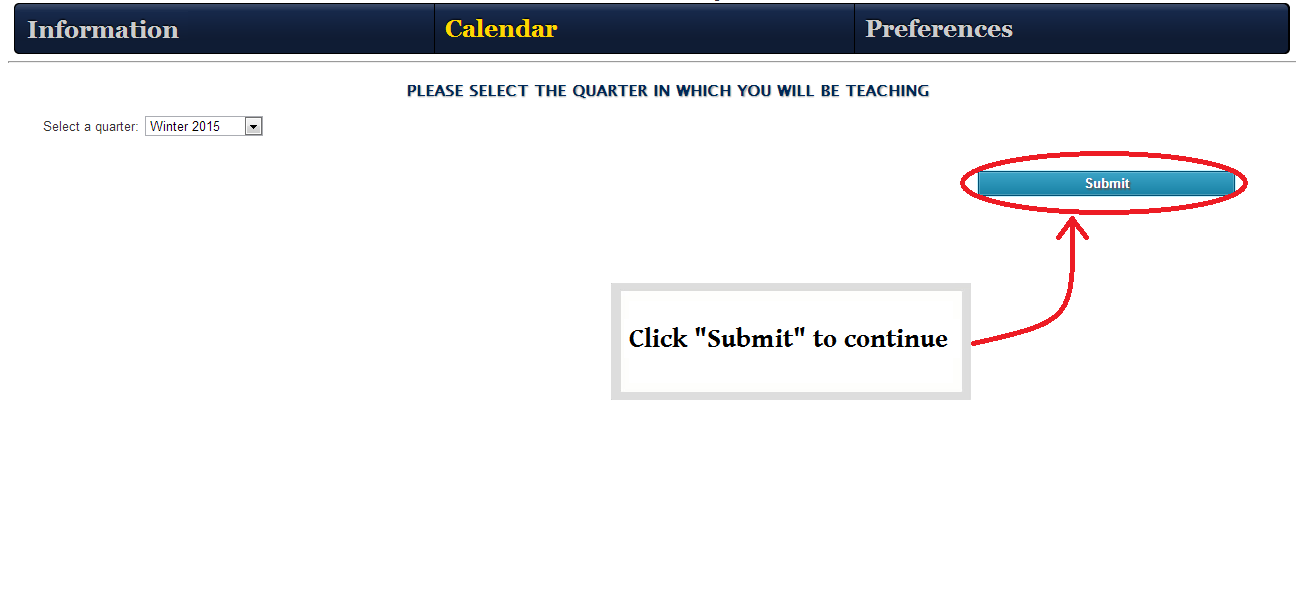 Information Calendar Preferences
PLEASE SELECT THE QUARTER IN WHICH YOU WILL BE TEACHING
Select a quarter: Winter 2015
Submit
Click "Submit" to continue